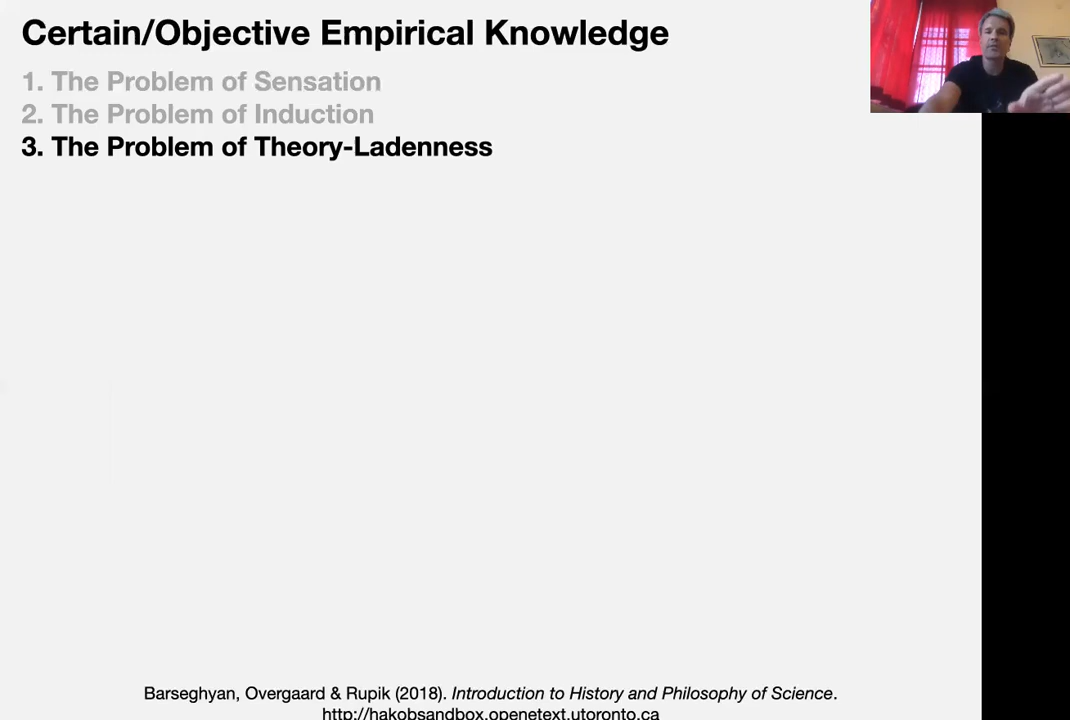 Certain/Objective Empirical Knowledge
1. The Problem of Sensation
2. The Problem of Induction
3. The Problem of Theory-Ladenness
Barseghyan, Overgaard & Rupik (2018). Introduction to History and Philosophy of Science.
http://hakobsandbox.openetext.utoronto.ca